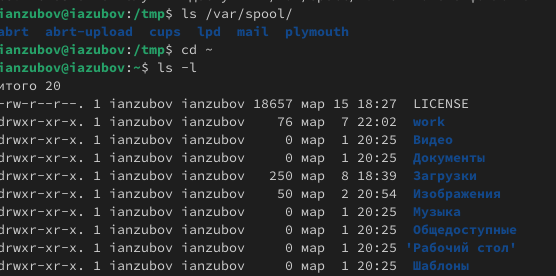 ianzubov@iazubov:/tmp$ ls /var/spool/
abrt abrt-upload cups lpd mail plymouth
ianzubov@iazubov:/tmp$ cd ~
ianzubov@iazubov:~$ ls -l
итого 20
-rw-r--r--. 1 ianzubov ianzubov 18657 мар 15 18:27 LICENSE
drwxr-xr-x. 1 ianzubov ianzubov 76 мар 7 22:02 work
drwxr-xr-x. 1 ianzubov ianzubov 0 мар 1 20:25 Видео
drwxr-xr-x. 1 ianzubov ianzubov 0 мар 1 20:25 Документы
drwxr-xr-x. 1 ianzubov ianzubov 250 мар 8 18:39 Загрузки
drwxr-xr-x. 1 ianzubov ianzubov 50 мар 2 20:54 Изображения
drwxr-xr-x. 1 ianzubov ianzubov 0 мар 1 20:25 Музыка
drwxr-xr-x. 1 ianzubov ianzubov 0 мар 1 20:25 Общедоступные
drwxr-xr-x. 1 ianzubov ianzubov 0 мар 1 20:25 'Рабочий стол'
drwxr-xr-x. 1 ianzubov ianzubov 0 мар 1 20:25 Шаблоны